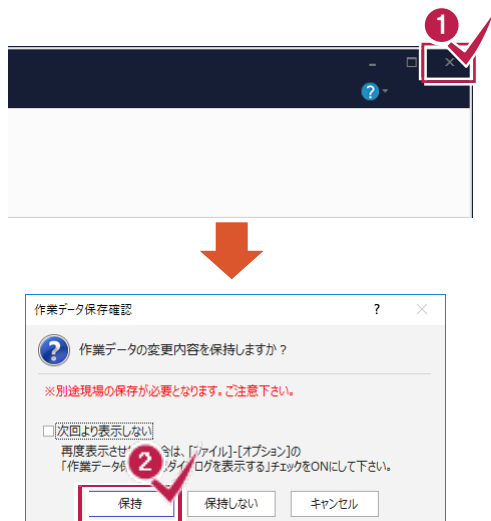 1
?
作業データ保存確認 ?
? 作業データの変更内容を保持しますか？
※別途現場の保存が必要となります。ご注意下さい。
次回より表示しない
再度表示させ は、[ファイル]-[オプション]の
「作業データ ダイ ログを表示する」チェックをONにして下さい。
2
保持 保持しない キャンセル